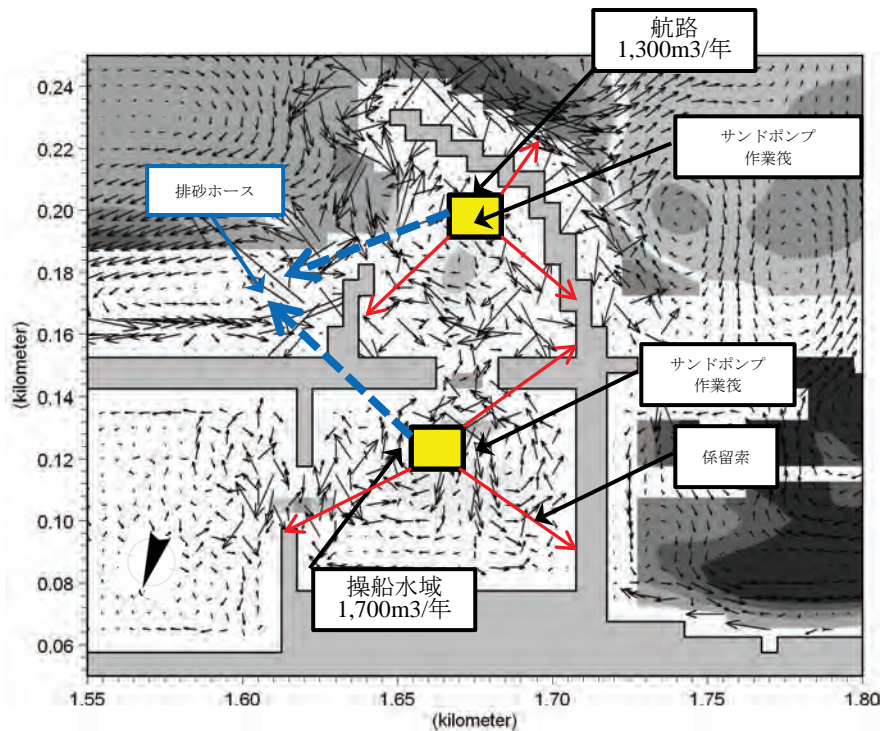 航路
1,300m3/年
サンドポンプ
作業筏
排砂ホース
サンドポンプ
作業筏
係留索
操船水域
1,700m3/年
0.24
0.22
0.20
0.18
0.16
0.14
0.12
0.10
0.08
0.06
(kilometer)
1.55
1.60
1.65
1.70
1.75
1.80
(kilometer)